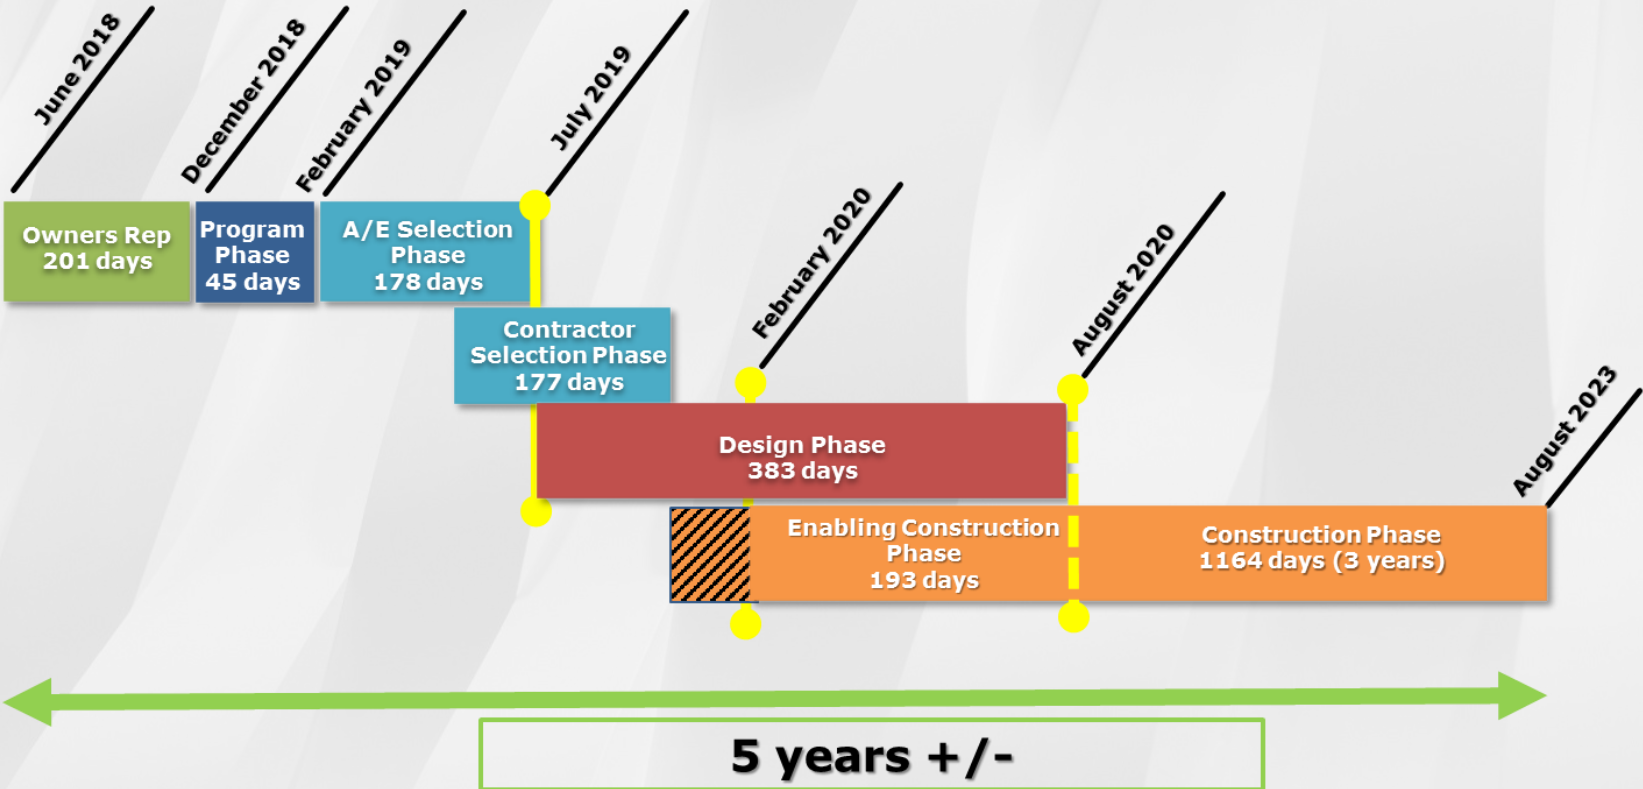 June 2018
December 2018
February 2019
July 2019
Owners Rep
201 days
Program
Phase
45 days
A/E Selection
Phase
178 days
February 2020
August 2020
Contractor
Selection Phase
177 days
August 2023
Design Phase
383 days
Enabling Construction
Phase
193 days
Construction Phase
1164 days (3 years)
5 years +/-